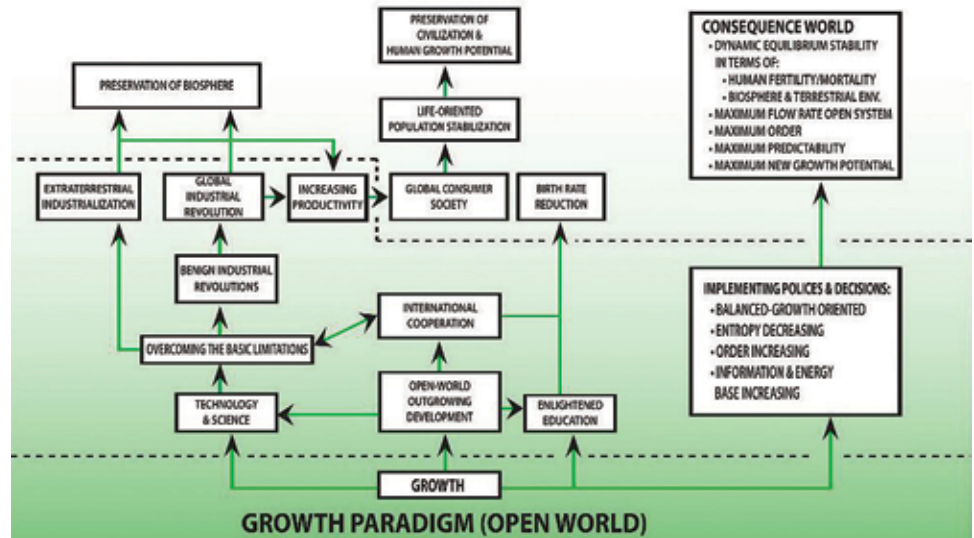 PRESERVATION OF
CIVILIZATION &
HUMAN GROWTH POTENTIAL
CONSEQUENCE WORLD
• DYNAMIC EQUILIBRIUM STABILITY
IN TERMS OF:
• HUMAN FERTILITY/MORTALITY
• BIOSPHERE & TERRESTRIAL ENV.
• MAXIMUM FLOW RATE OPEN SYSTEM
• MAXIMUM ORDER
• MAXIMUM PREDICTABILITY
• MAXIMUM NEW GROWTH POTENTIAL
PRESERVATION OF BIOSPHERE
LIFE-ORIENTED
POPULATION STABILIZATION
EXTRATERRESTRIAL
INDUSTRIALIZATION
GLOBAL
INDUSTRIAL
REVOLUTION
INCREASING
PRODUCTIVITY
GLOBAL CONSUMER
SOCIETY
BIRTH RATE
REDUCTION
BENIGN INDUSTRIAL
REVOLUTIONS
INTERNATIONAL
COOPERATION
OVERCOMING THE BASIC LIMITATIONS
IMPLEMENTING POLICES & DECISIONS:
• BALANCED-GROWTH ORIENTED
• ENTROPY DECREASING
• ORDER INCREASING
• INFORMATION & ENERGY
BASE INCREASING
TECHNOLOGY
& SCIENCE
OPEN-WORLD
OUTGROWING
DEVELOPMENT
ENLIGHTENED
EDUCATION
GROWTH
GROWTH PARADIGM (OPEN WORLD)